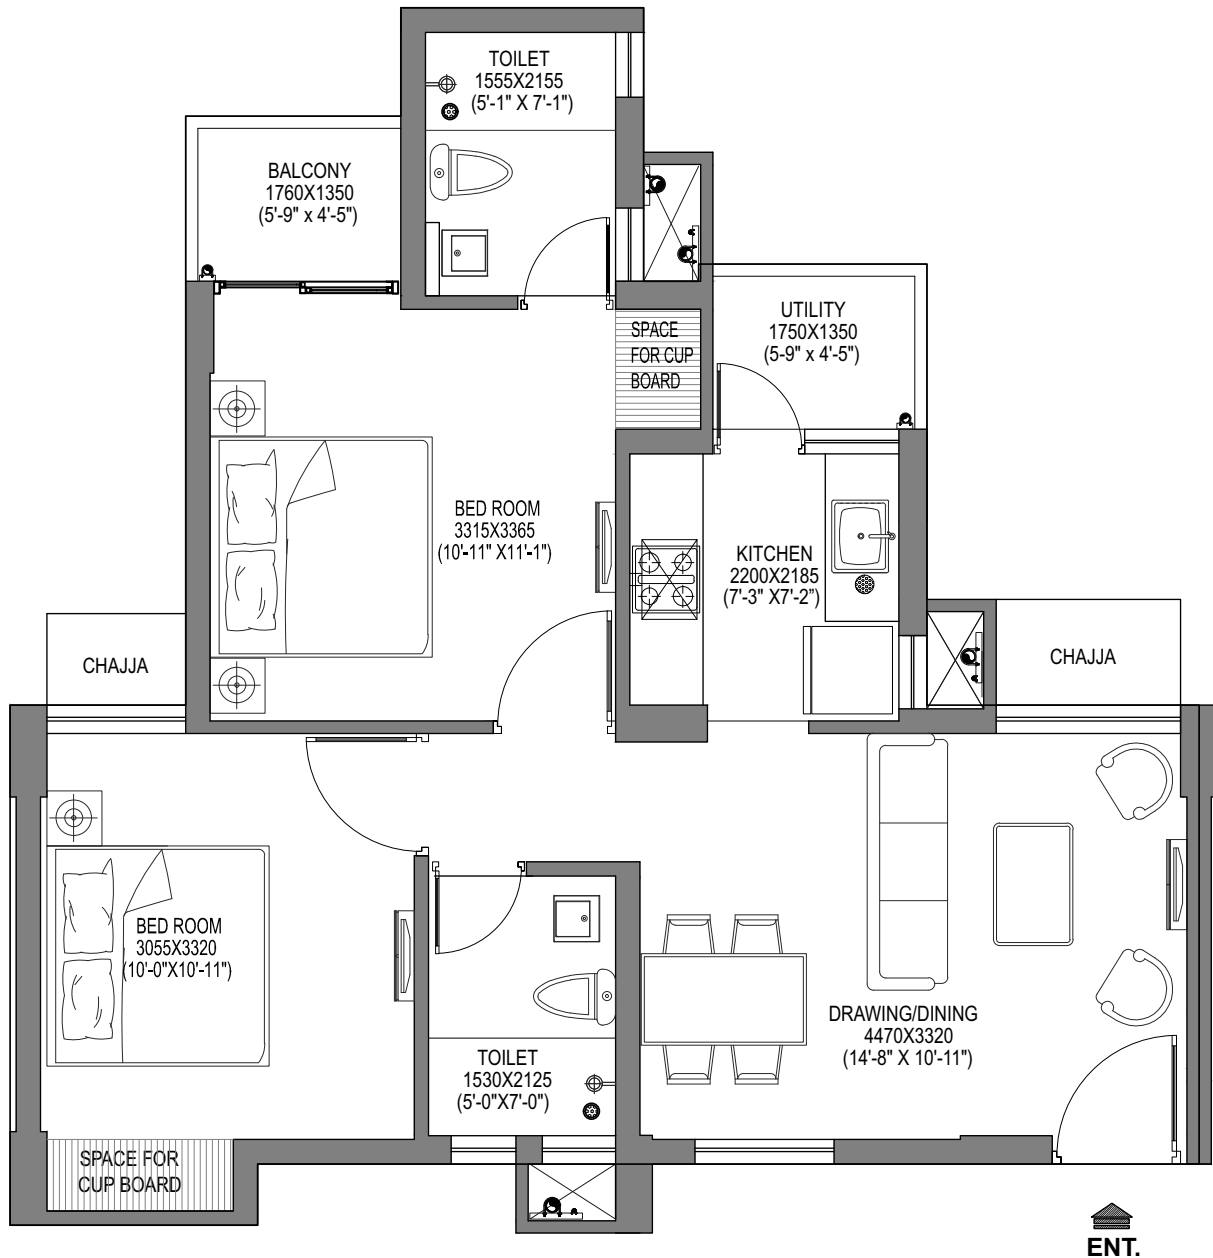 TOILET
1555X2155
(5'-1" X 7'-1")
BALCONY
1760X1350
(5'-9" x 4'-5")
UTILITY
1750X1350
(5-9" x 4'-5")
SPACE
FOR CUP
BOARD
BED ROOM
3315X3365
(10'-11" X11'-1")
KITCHEN
2200X2185
(7'-3" X7'-2”)
CHAJJA
CHAJJA
BED ROOM
3055X3320
(10'-0"X10'-11")
DRAWING/DINING
4470X3320
(14'-8" X 10'-11")
TOILET
1530X2125
(5'-0"X7'-0")
SPACE FOR
CUP BOARD
ENT.